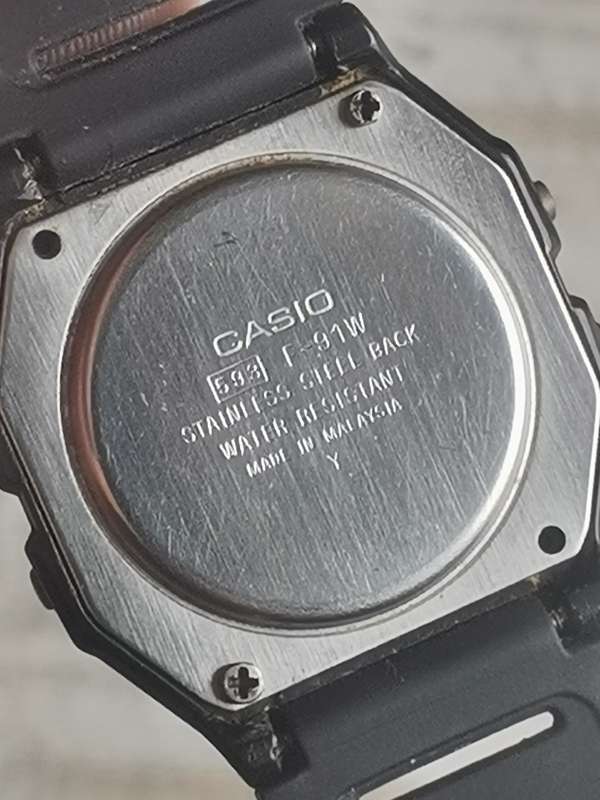 CASIO
593 F-91W
STAINLESS STEEL BACK
WATER RESISTANT
MADE IN MALAYSIA
Y